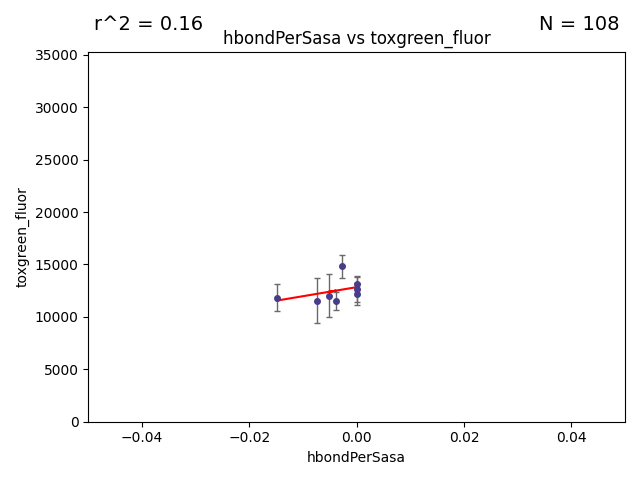 r^2 = 0.16
N = 108
hbondPerSasa vs toxgreen_fluor
35000
30000
25000
20000
15000
10000
5000
0
toxgreen_fluor
−0.04
−0.02
0.00
0.02
0.04
hbondPerSasa